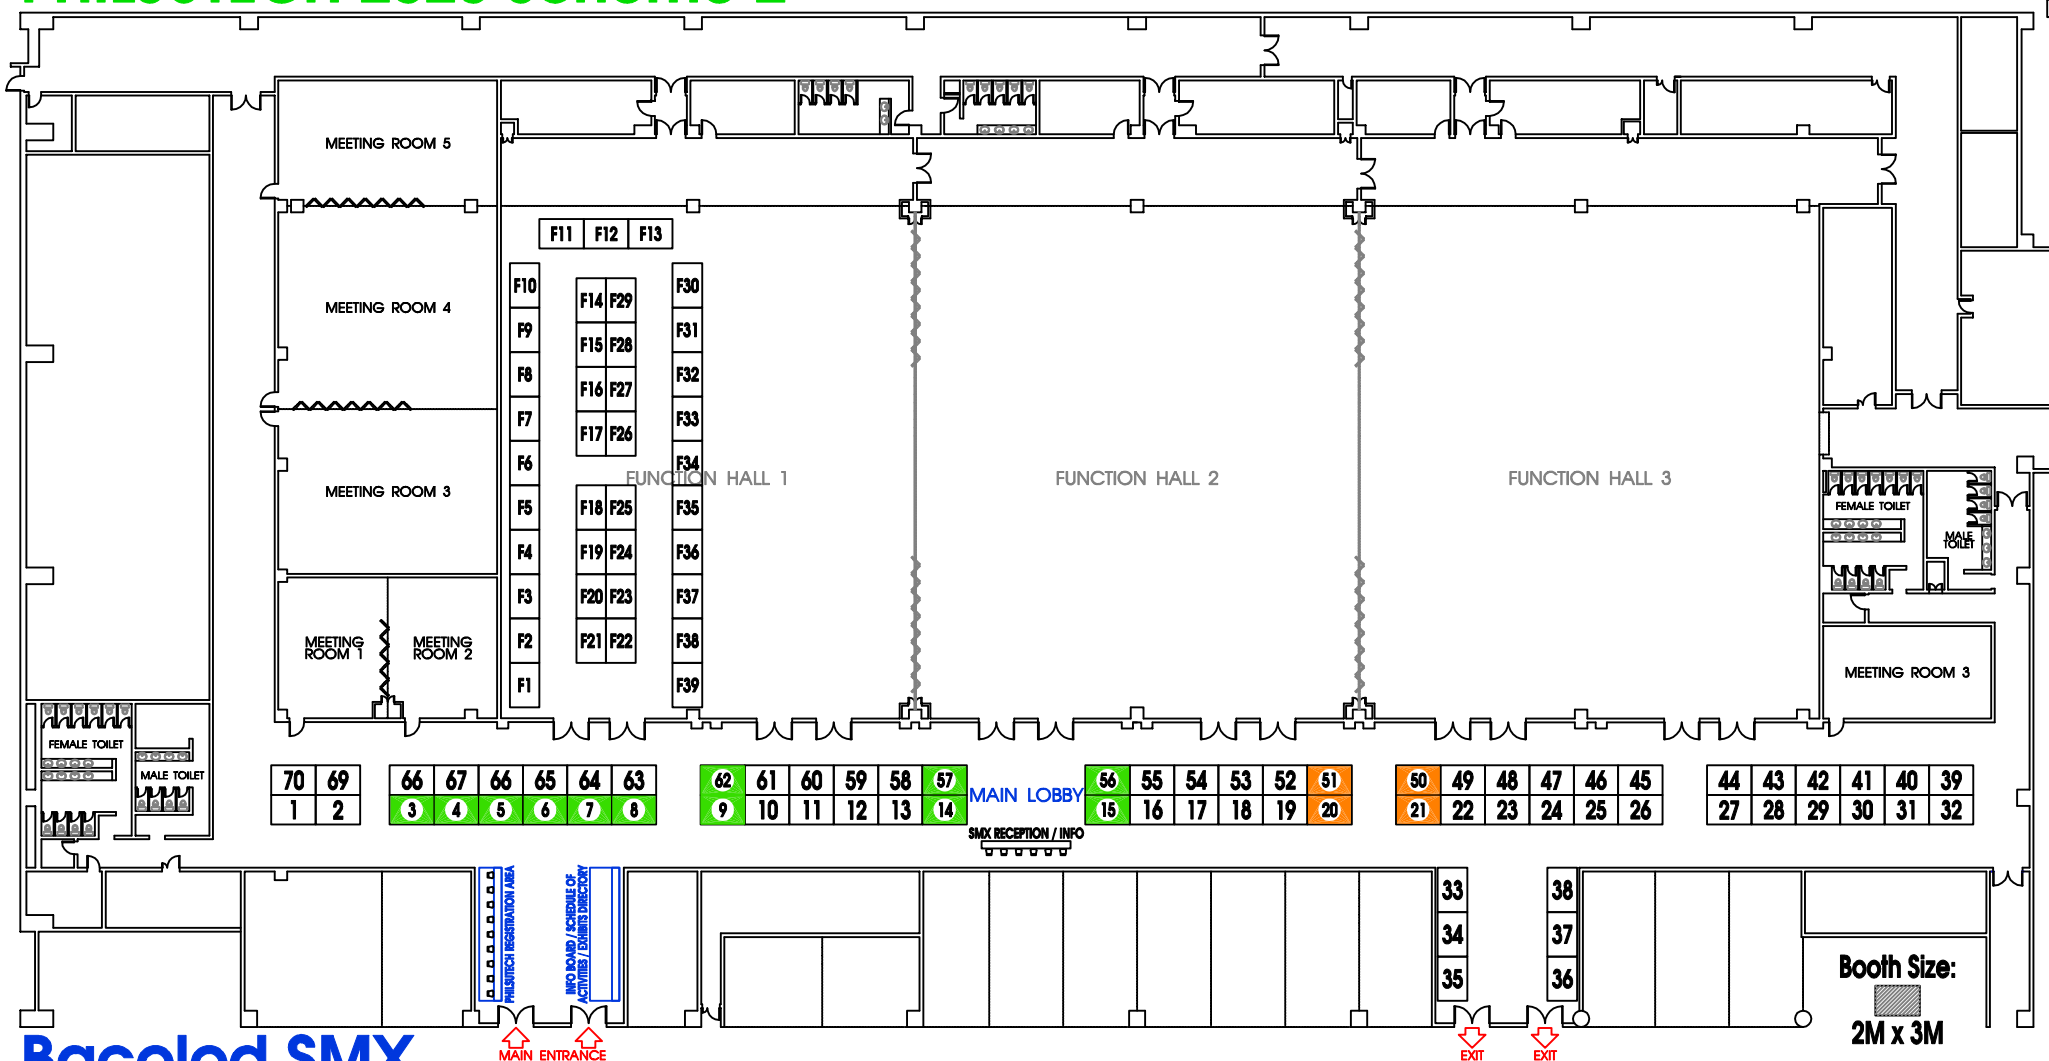 PHILSUTECH 2025 Scheme 2
MEETING ROOM 5
F11 F12 F13
F10 F14 F29 F30
MEETING ROOM 4
F9 F15 F28 F31
F8 F16 F27 F32
F7 F17 F26 F33
F6 F34
FUNCTION HALL 1
FUNCTION HALL 2
FUNCTION HALL 3
MEETING ROOM 3
F5 F18 F25 F35
FEMALE TOILET
MALE
TOILET
F4 F19 F24 F36
F3 F20 F23 F37
F2 F21 F22 F38
MEETING
ROOM 1
MEETING
ROOM 2
F1 F39
MEETING ROOM 3
FEMALE TOILET
MALE TOILET
70 69 66 67 66 65 64 63 62 61 60 59 58 57
MAIN LOBBY
56 55 54 53 52 51 50 49 48 47 46 45 44 43 42 41 40 39
1 2 3 4 5 6 7 8 9 10 11 12 13 14
15 16 17 18 19 20 21 22 23 24 25 26 27 28 29 30 31 32
SMX RECEPTION / INFO
PHILSUTECH REGISTRATION AREA
INFO BOARD / SCHEDULE OF
ACTIVITIES / EXHIBITS DIRECTORY
33 38
34 37
35 36
Booth Size:
2M x 3M
Bacolod SMX
MAIN ENTRANCE
EXIT EXIT